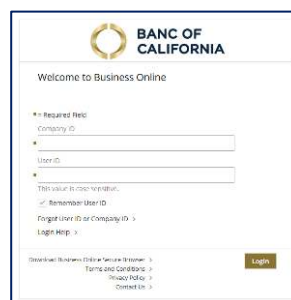 BANC OF
CALIFORNIA
Welcome to Business Online
= Required Field
Company ID
User ID
This value is case sensitive.
Remember User ID
Forgot User ID or Company ID >
Login Help >
Download Business Online Secure Browser >
Terms and Conditions >
Privacy Policy >
Contact Us >
Login